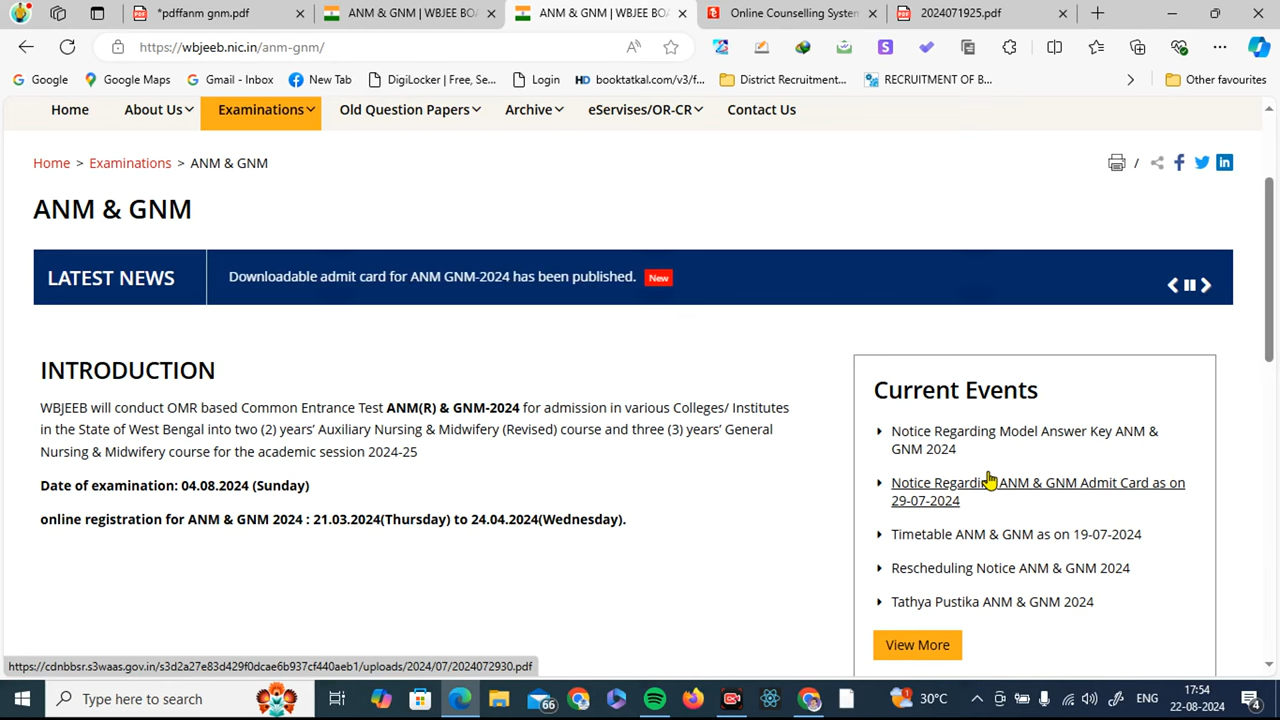 *pdffanm gnm.pdf
ANM & GNM | WBJEE BOA
ANM & GNM | WBJEE BOA
Online Counselling System
2024071925.pdf
https://wbjeeb.nic.in/anm-gnm/
Google
Google Maps
Gmail - Inbox
New Tab
DigiLocker | Free, Se...
Login
HD booktatkal.com/v3/f...
District Recruitment...
RECRUITMENT OF B...
Other favourites
Home
About Us
Examinations
Old Question Papers
Archive
eServises/OR-CR
Contact Us
Home > Examinations > ANM & GNM
ANM & GNM
LATEST NEWS
Downloadable admit card for ANM GNM-2024 has been published. New
INTRODUCTION
WBJEEB will conduct OMR based Common Entrance Test ANM(R) & GNM-2024 for admission in various Colleges/ Institutes
in the State of West Bengal into two (2) years' Auxiliary Nursing & Midwifery (Revised) course and three (3) years' General
Nursing & Midwifery course for the academic session 2024-25
Date of examination: 04.08.2024 (Sunday)
online registration for ANM & GNM 2024 : 21.03.2024(Thursday) to 24.04.2024(Wednesday).
Current Events
Notice Regarding Model Answer Key ANM &
GNM 2024
Notice Regarding ANM & GNM Admit Card as on
29-07-2024
Timetable ANM & GNM as on 19-07-2024
Rescheduling Notice ANM & GNM 2024
Tathya Pustika ANM & GNM 2024
View More
https://cdnbbsr.s3waas.gov.in/s3d2a27e83d429f0dcae6b937cf440aeb1/uploads/2024/07/2024072930.pdf
Type here to search
66
1
30°C
ENG
17:54
22-08-2024
4